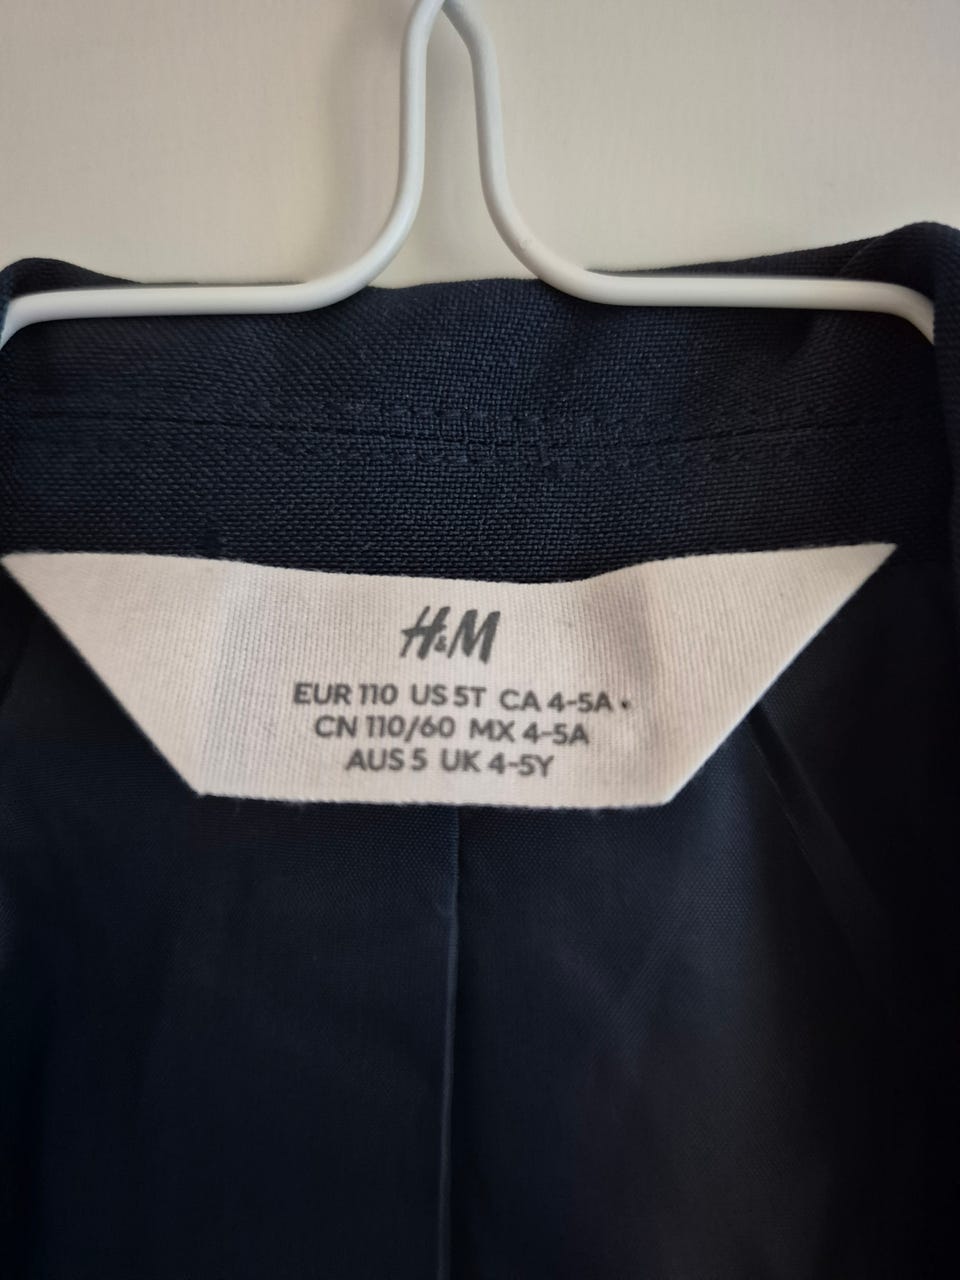 H&M
EUR 110 US 5T CA 4-5A •
CN 110/60 MX 4-5A
AUS 5 UK 4-5Y